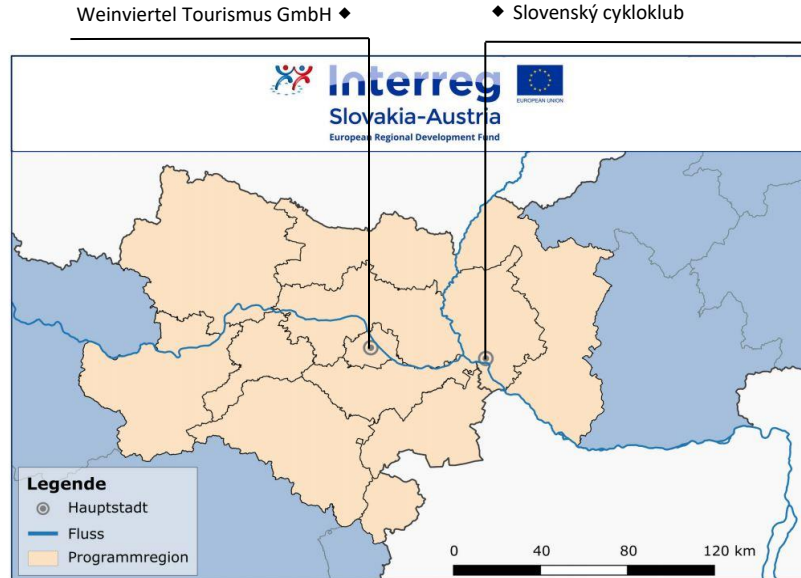 Weinviertel Tourismus GmbH ◆
◆ Slovenský cykloklub
Interreg
EUROPEAN UNION
Slovakia-Austria
European Regional Development Fund
Legende
Hauptstadt
Fluss
Programmregion
0 40 80 120 km